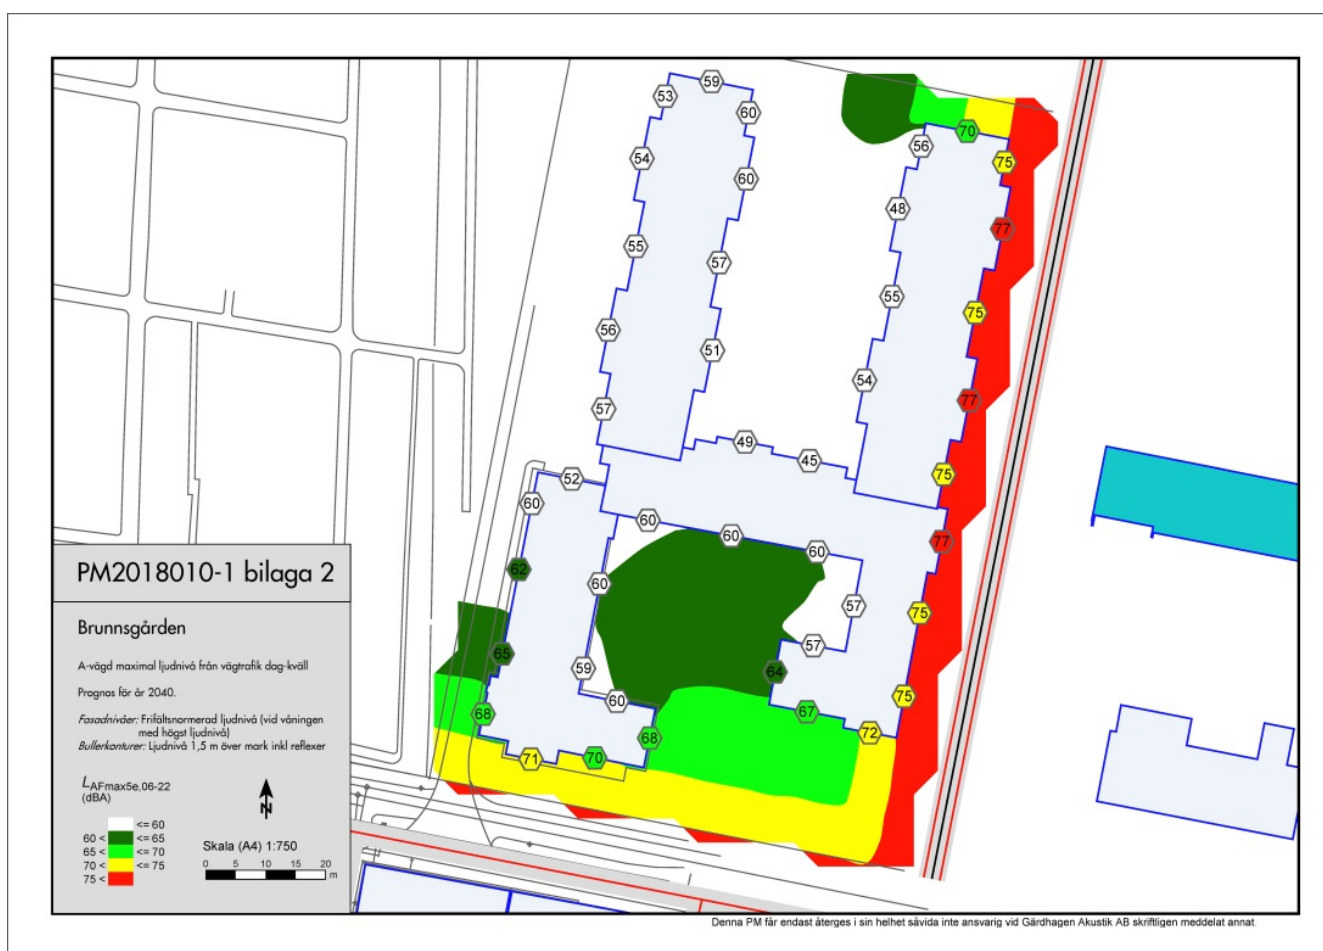 59
53
60
70
56
54
75
60
48
77
55
57
55
75
56
51
54
77
57
49
45
52
75
60
60
60
60
77
62
60
57
75
65
57
59
64
60
75
68
67
68
72
71
70
PM2018010-1 bilaga 2
Brunnsgården
A-vägd maximal ljudnivå från vägtrafik dag-kväll
Prognos för år 2040.
Fasadnivåer: Frifältsnormerad ljudnivå (vid våningen
med högst ljudnivå)
Bullerkonturer: Ljudnivå 1,5 m över mark inkl reflexer
LAFmax5e,06-22
(dBA)
<= 60
60 < <= 65
65 < <= 70
70 < <= 75
75 <
N
Skala (A4) 1:750
0 5 10 15 20
m
Denna PM får endast återges i sin helhet såvida inte ansvarig vid Gärdhagen Akustik AB skriftligen meddelat annat.